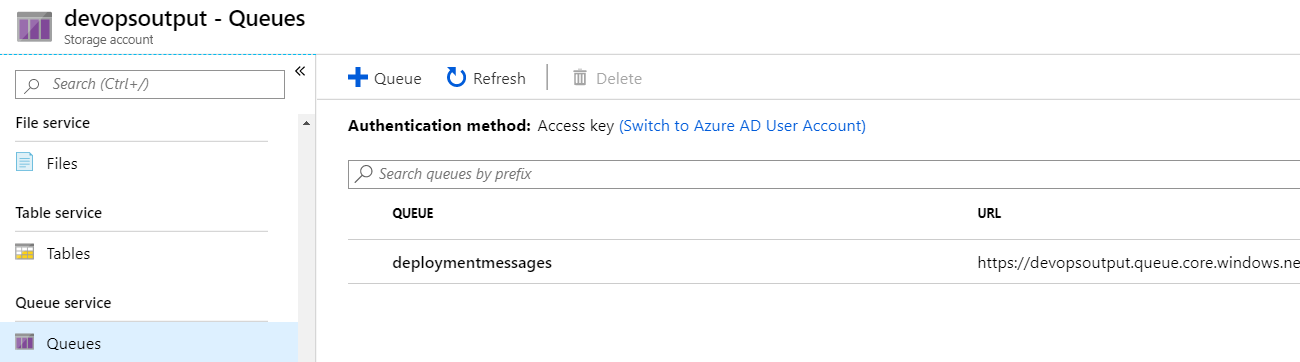 devopsoutput - Queues
Storage account
Search (Ctrl+/)
«
File service
Files
Table service
Tables
Queue service
Queues
Queue Refresh Delete
Authentication method: Access key (Switch to Azure AD User Account)
Search queues by prefix
QUEUE URL
deploymentmessages https://devopsoutput.queue.core.windows.ne